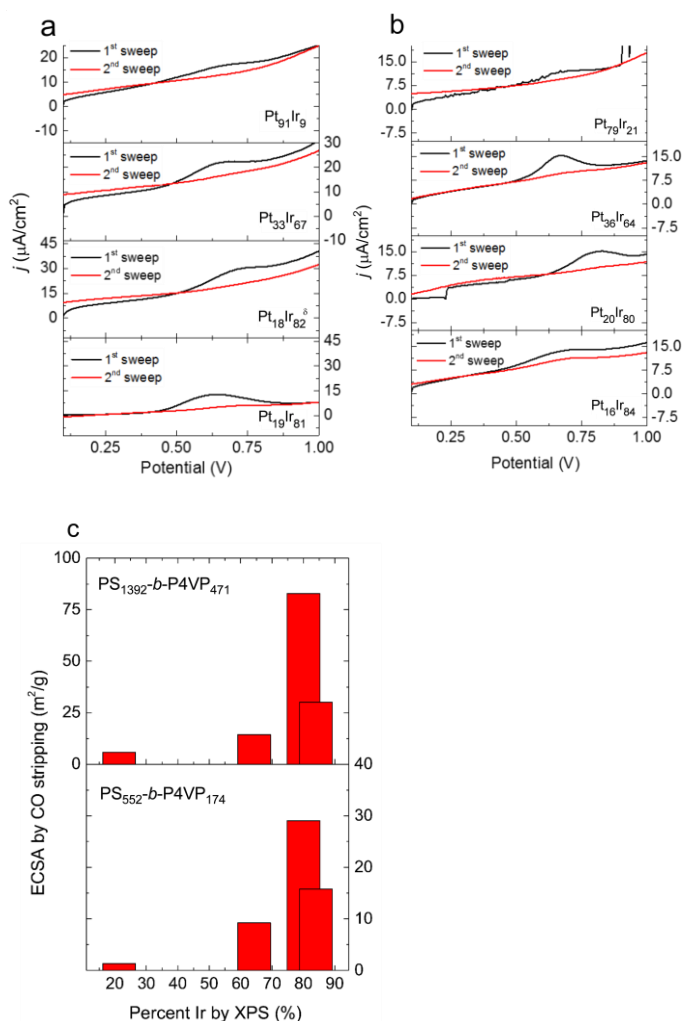 a
25
10
0
-10
1st sweep
2nd sweep
Pt91Ir9
30
20
10
0
-10
1st sweep
2nd sweep
Pt33Ir67
45
30
15
0
1st sweep
2nd sweep
Pt18Ir82δ
45
30
15
0
1st sweep
2nd sweep
Pt19Ir81
j (μA/cm2)
0.25 0.50 0.75 1.00
Potential (V)
b
15.0
7.5
0.0
-7.5
1st sweep
2nd sweep
Pt79Ir21
15.0
7.5
0.0
-7.5
1st sweep
2nd sweep
Pt36Ir64
15.0
7.5
0.0
-7.5
1st sweep
2nd sweep
Pt20Ir80
15.0
7.5
0.0
-7.5
1st sweep
2nd sweep
Pt16Ir84
j (μA/cm2)
0.25 0.50 0.75 1.00
Potential (V)
c
100
75
50
25
0
PS1392-b-P4VP471
40
30
20
10
0
PS552-b-P4VP174
ECSA by CO stripping (m2/g)
20 30 40 50 60 70 80 90
Percent Ir by XPS (%)